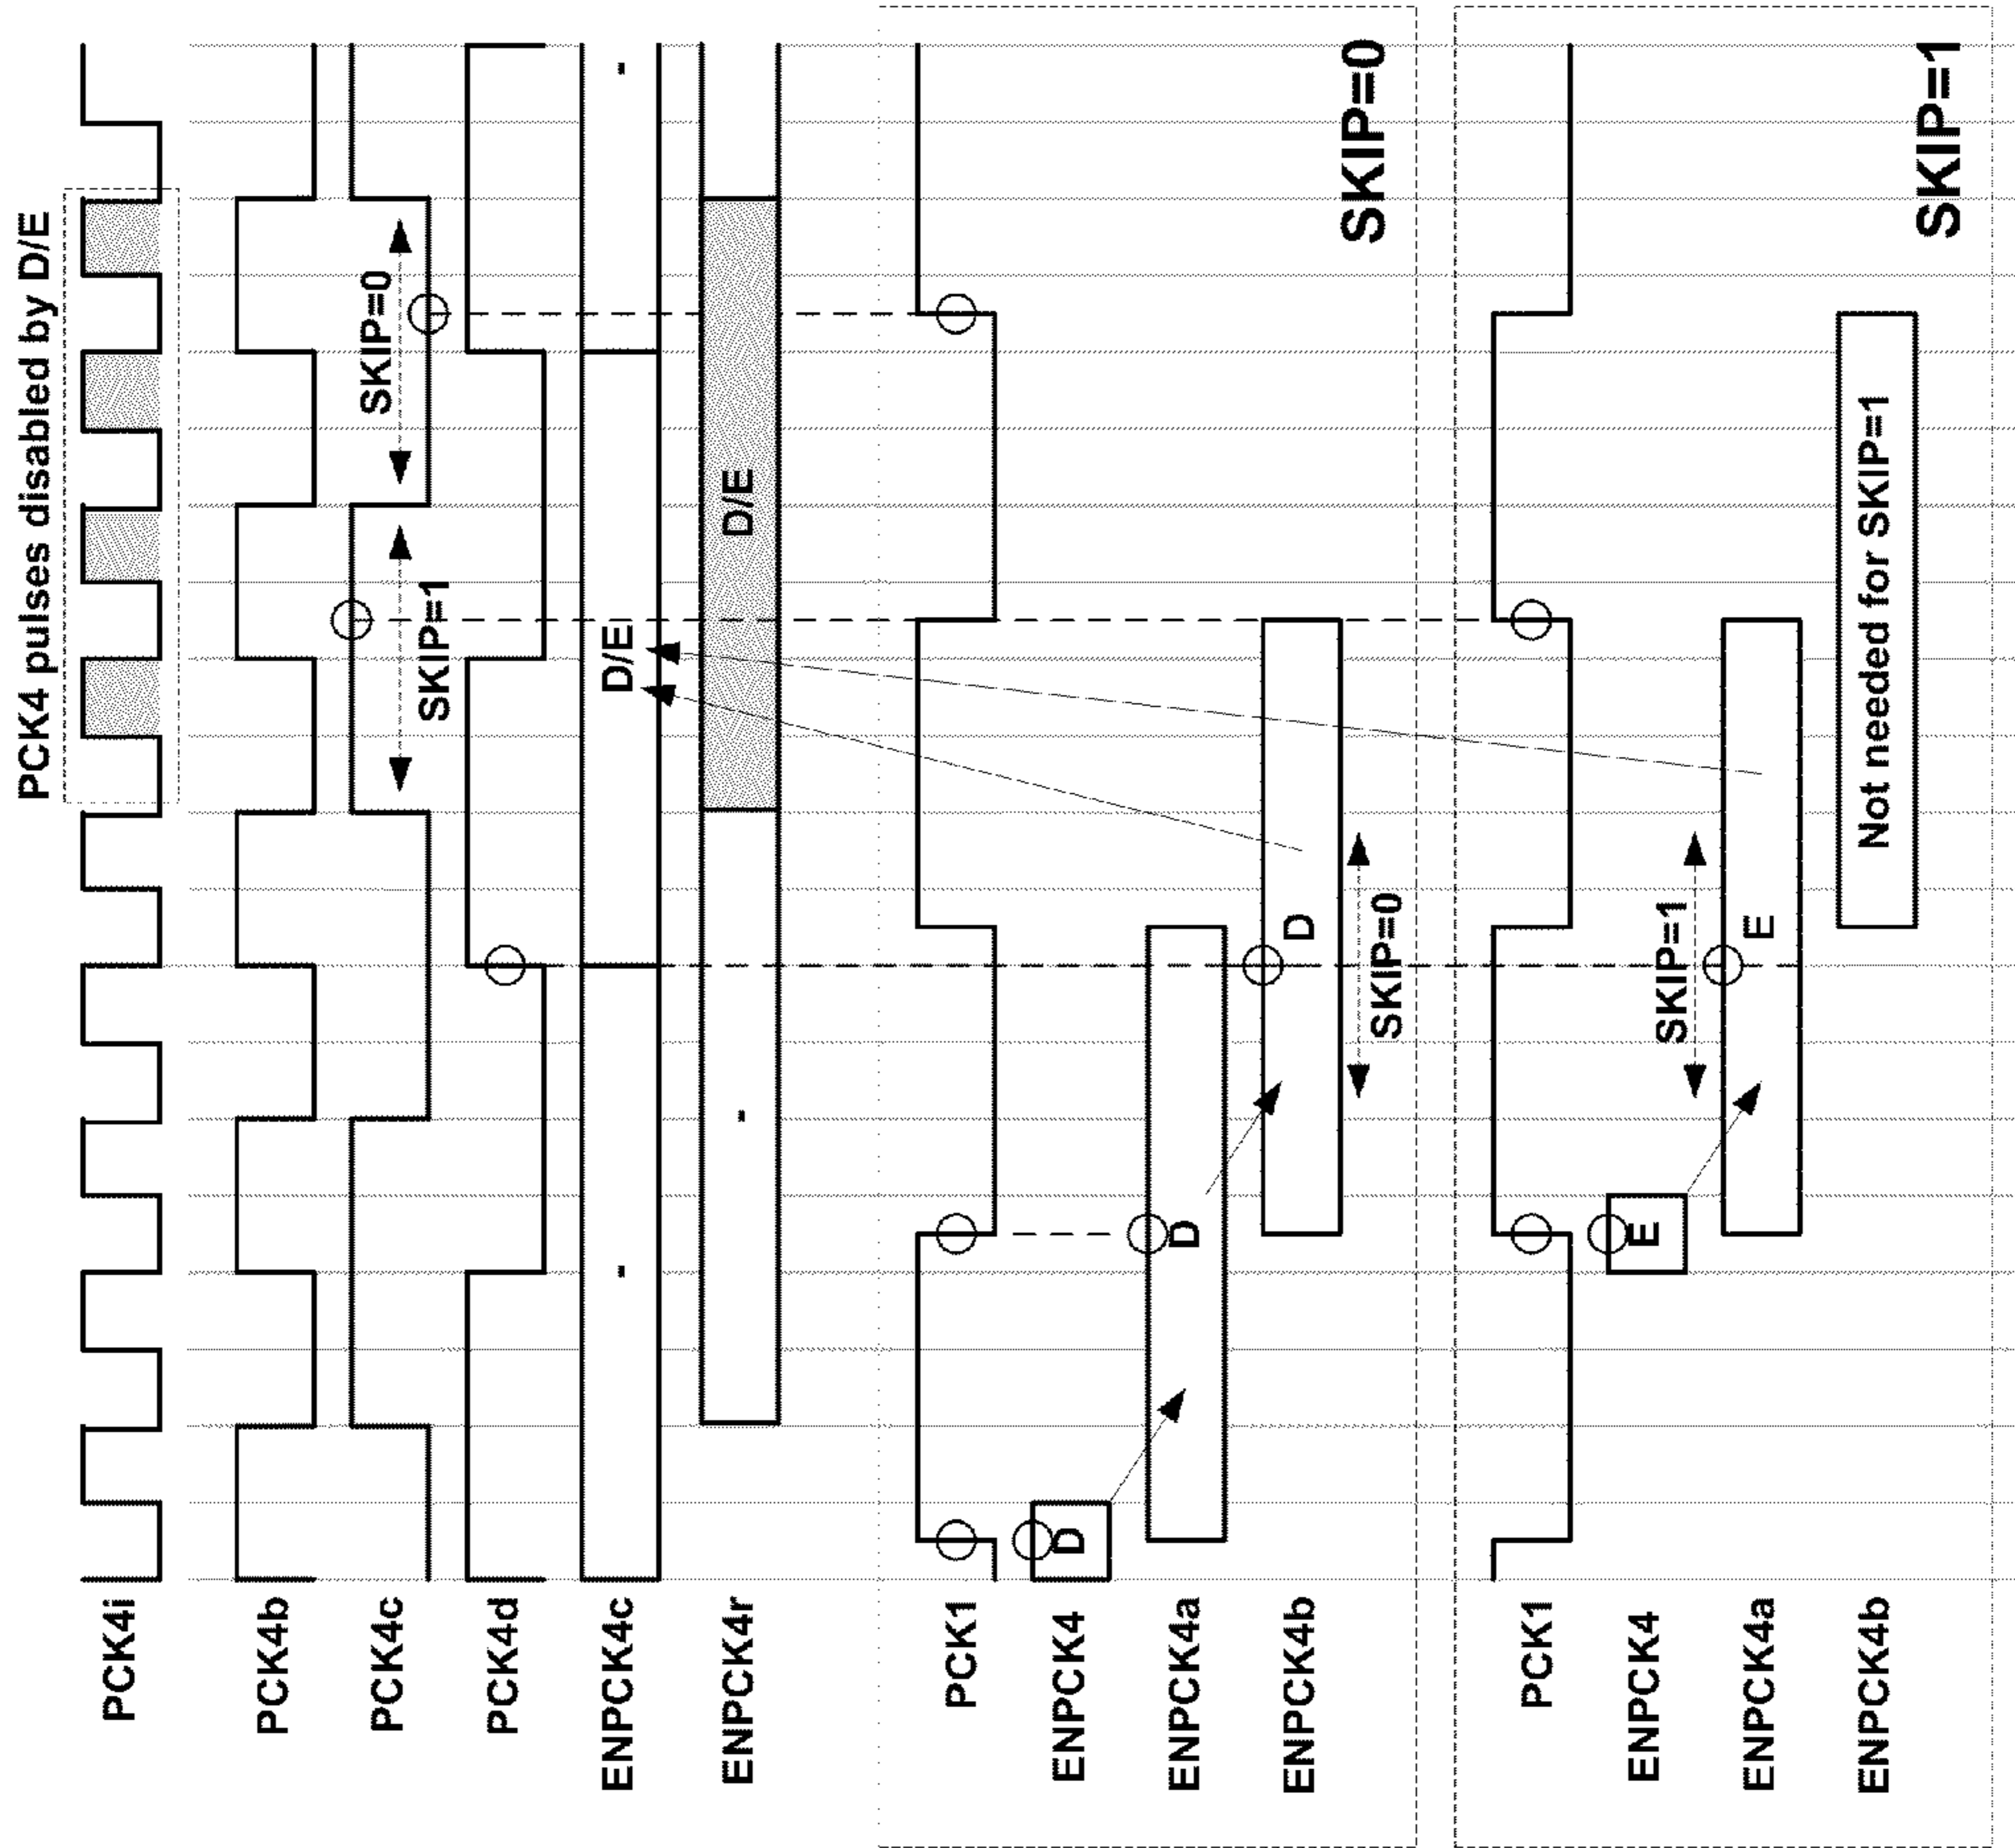 PCK4 pulses disabled by D/E
PCK4i
PCK4b
PCK4c
SKIP=1
SKIP=0
PCK4d
ENPCK4c
-
D/E
-
ENPCK4r
-
D/E
PCK1
ENPCK4
D
ENPCK4a
D
ENPCK4b
D
SKIP=0
SKIP=0
PCK1
ENPCK4
E
SKIP=1
ENPCK4a
E
ENPCK4b
Not needed for SKIP=1
SKIP=1